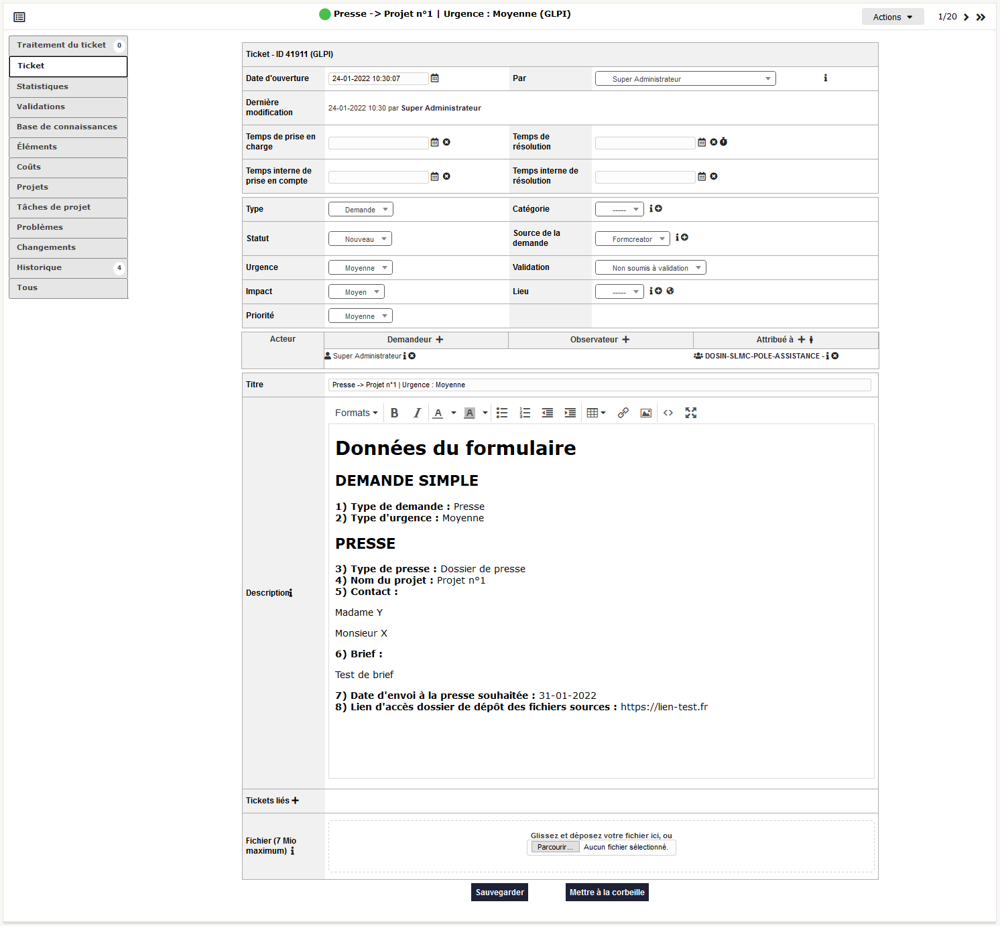 Presse -> Projet n°1 | Urgence : Moyenne (GLPI)
Actions
1/20
Traitement du ticket 0
Ticket
Statistiques
Validations
Base de connaissances
Éléments
Coûts
Projets
Tâches de projet
Problèmes
Changements
Historique 4
Tous
Ticket - ID 41911 (GLPI)
Date d'ouverture 24-01-2022 10:30:07 Par Super Administrateur
Dernière modification 24-01-2022 10:30 par Super Administrateur
Temps de prise en charge Temps de résolution
Temps interne de prise en compte Temps interne de résolution
Type Demande Catégorie -----
Statut Nouveau Source de la demande Formcreator
Urgence Moyenne Validation Non soumis à validation
Impact Moyen Lieu -----
Priorité Moyenne
Acteur Demandeur Observateur Attribué à
Super Administrateur DOSIN-SLMC-POLE-ASSISTANCE -
Titre Presse -> Projet n°1 | Urgence : Moyenne
Formats B I A A
Description
Données du formulaire
DEMANDE SIMPLE
1) Type de demande : Presse
2) Type d'urgence : Moyenne
PRESSE
3) Type de presse : Dossier de presse
4) Nom du projet : Projet n°1
5) Contact :
Madame Y
Monsieur X
6) Brief :
Test de brief
7) Date d'envoi à la presse souhaitée : 31-01-2022
8) Lien d'accès dossier de dépôt des fichiers sources : https://lien-test.fr
Tickets liés
Fichier (7 Mio maximum)
Glissez et déposez votre fichier ici, ou
Parcourir... Aucun fichier sélectionné.
Sauvegarder Mettre à la corbeille